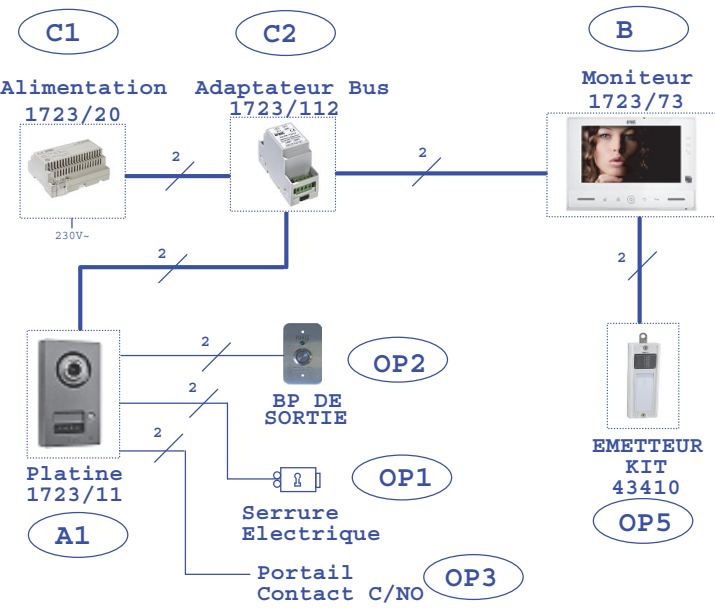 C1
C2
B
Alimentation
1723/20
Adaptateur Bus
1723/112
Moniteur
1723/73
2
2
230V~
2
2
2
OP2
BP DE
SORTIE
2
EMETTEUR
KIT
43410
2
Platine
1723/11
OP1
Serrure
Electrique
OP5
A1
Portail
Contact C/NO
OP3